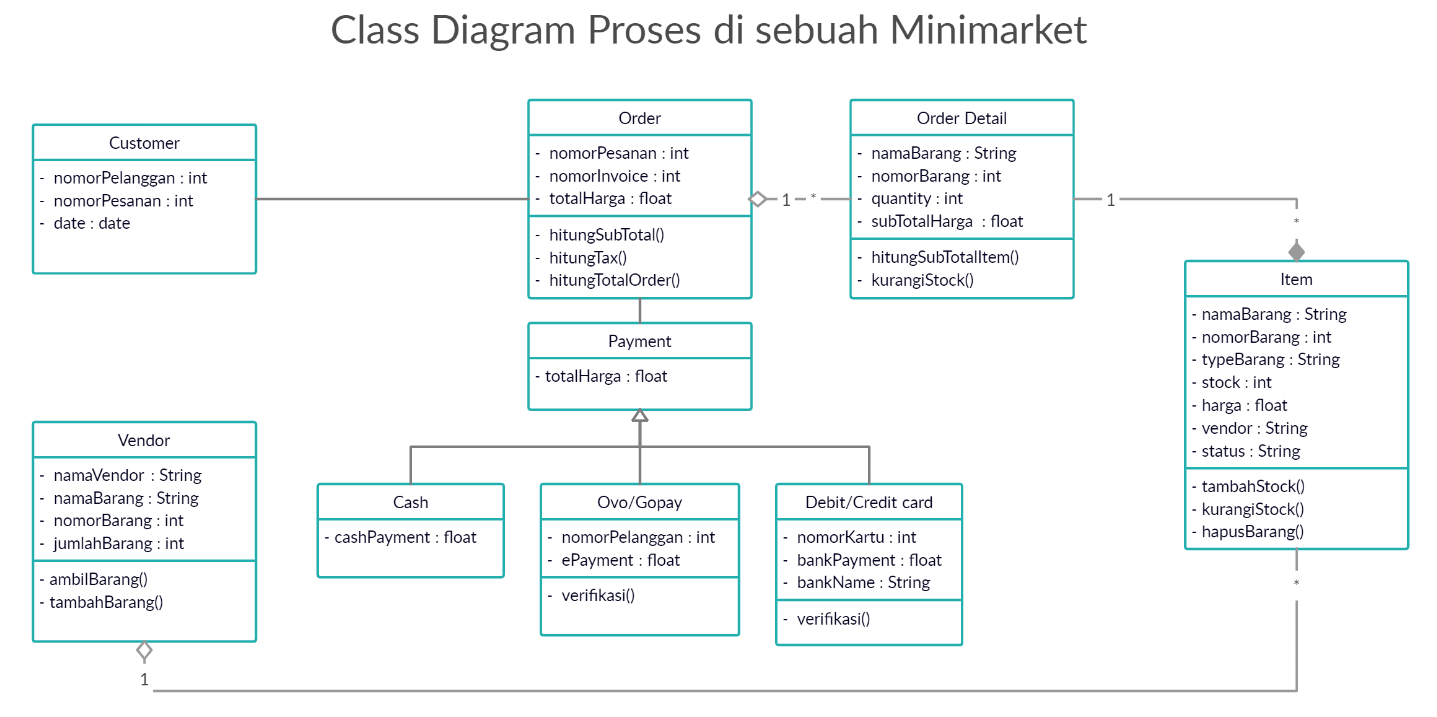 Class Diagram Proses di sebuah Minimarket
Customer
- nomorPelanggan : int
- nomorPesanan : int
- date : date
Order
- nomorPesanan : int
- nomorInvoice : int
- totalHarga : float
- hitungSubTotal()
- hitungTax()
- hitungTotalOrder()
1
*
Order Detail
- namaBarang : String
- nomorBarang : int
- quantity : int
- subTotalHarga : float
- hitungSubTotalItem()
- kurangiStock()
1
*
Item
- namaBarang : String
- nomorBarang : int
- typeBarang : String
- stock : int
- harga : float
- vendor : String
- status : String
- tambahStock()
- kurangiStock()
- hapusBarang()
*
Payment
- totalHarga : float
Vendor
- namaVendor : String
- namaBarang : String
- nomorBarang : int
- jumlahBarang : int
- ambilBarang()
- tambahBarang()
1
Cash
- cashPayment : float
Ovo/Gopay
- nomorPelanggan : int
- ePayment : float
- verifikasi()
Debit/Credit card
- nomorKartu : int
- bankPayment : float
- bankName : String
- verifikasi()